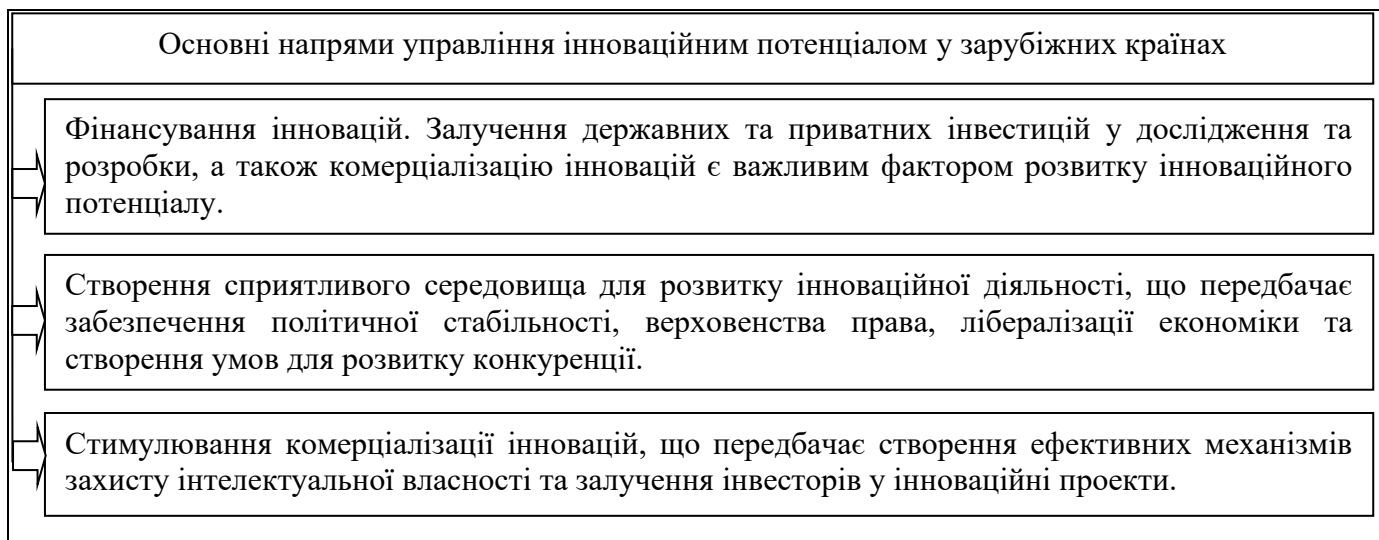 Основні напрями управління інноваційним потенціалом у зарубіжних країнах
Фінансування інновацій. Залучення державних та приватних інвестицій у дослідження та
розробки, а також комерціалізацію інновацій є важливим фактором розвитку інноваційного
потенціалу.
Створення сприятливого середовища для розвитку інноваційної діяльності, що передбачає
забезпечення політичної стабільності, верховенства права, лібералізації економіки та
створення умов для розвитку конкуренції.
Стимулювання комерціалізації інновацій, що передбачає створення ефективних механізмів
захисту інтелектуальної власності та залучення інвесторів у інноваційні проекти.